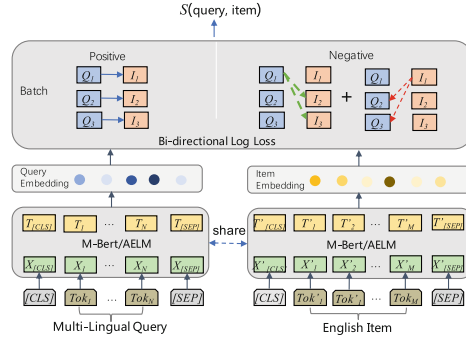 S(query, item)
Positive Negative
Batch
Q1 I1 Q1 I1 Q1 I1
Q2 I2 Q2 I2 + Q2 I2
Q3 I3 Q3 I3 Q3 I3
Bi-directional Log Loss
Query Embedding
Item Embedding
T[CLS] T1 ... TN T[SEP] T'[CLS] T'1 T'2 ... T'M T'[SEP]
M-Bert/AELM share M-Bert/AELM
X[CLS] X1 ... XN X[SEP] X'[CLS] X'1 X'2 ... X'M X'[SEP]
[CLS] Tok1 ... TokN [SEP] [CLS] Tok'1 Tok'2 ... TokM [SEP]
Multi-Lingual Query English Item